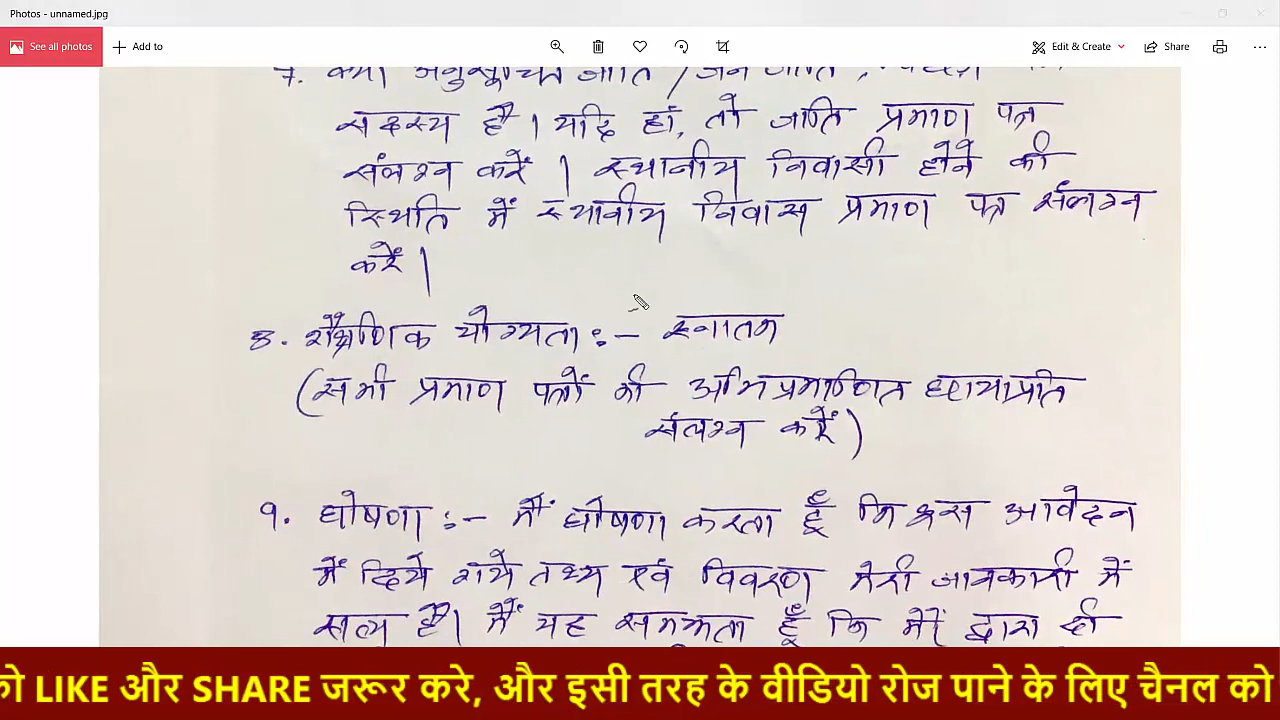 Photos - unnamed.jpg
See all photos
Add to
Edit & Create
Share
7. क्या अनुसूचित जाति / जन जाति,
सदस्य है। यदि हां, तो जाति प्रमाण पत्र
संलग्न करें। स्थानीय निवासी होने की
स्थिति में स्थानीय निवास प्रमाण पत्र संलग्न
करें।
8. शैक्षणिक योग्यता :- स्नातक
(सभी प्रमाण पत्रों की अभिप्रमाणित छायाप्रति
संलग्न करें)
9. घोषणा :- मैं घोषणा करता हूँ कि इस आवेदन
में दिये गये तथ्य एवं विवरण मेरी जानकारी में
सत्य है। मैं यह समझता हूँ कि मेरे द्वारा दी
को LIKE और SHARE जरूर करे, और इसी तरह के वीडियो रोज पाने के लिए चैनल को